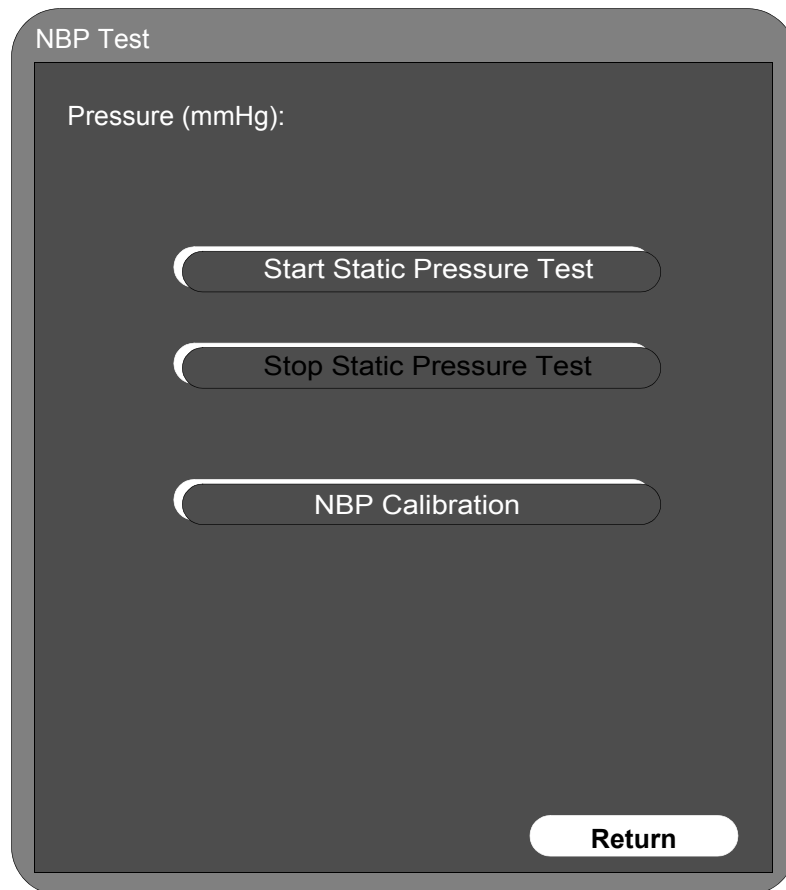 NBP Test
Pressure (mmHg):
Start Static Pressure Test
Stop Static Pressure Test
NBP Calibration
Return